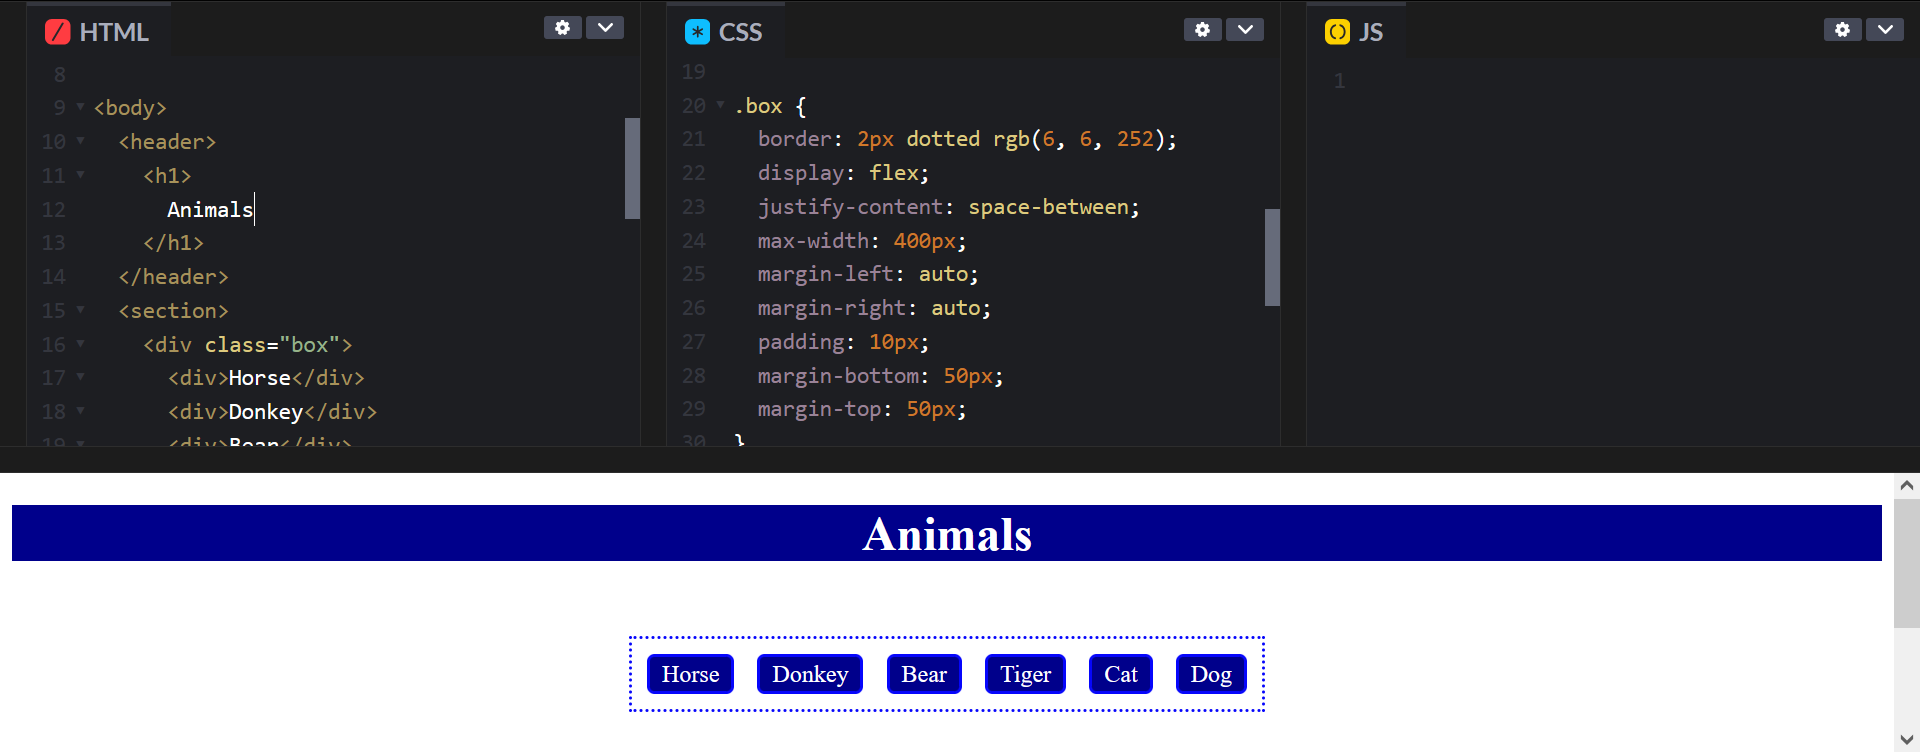 HTML
8
9 <body>
10 <header>
11 <h1>
12 Animals
13 </h1>
14 </header>
15 <section>
16 <div class="box">
17 <div>Horse</div>
18 <div>Donkey</div>
19 <div>Bear</div>
CSS
19
20 .box {
21 border: 2px dotted rgb(6, 6, 252);
22 display: flex;
23 justify-content: space-between;
24 max-width: 400px;
25 margin-left: auto;
26 margin-right: auto;
27 padding: 10px;
28 margin-bottom: 50px;
29 margin-top: 50px;
30 }
JS
1
Animals
Horse Donkey Bear Tiger Cat Dog